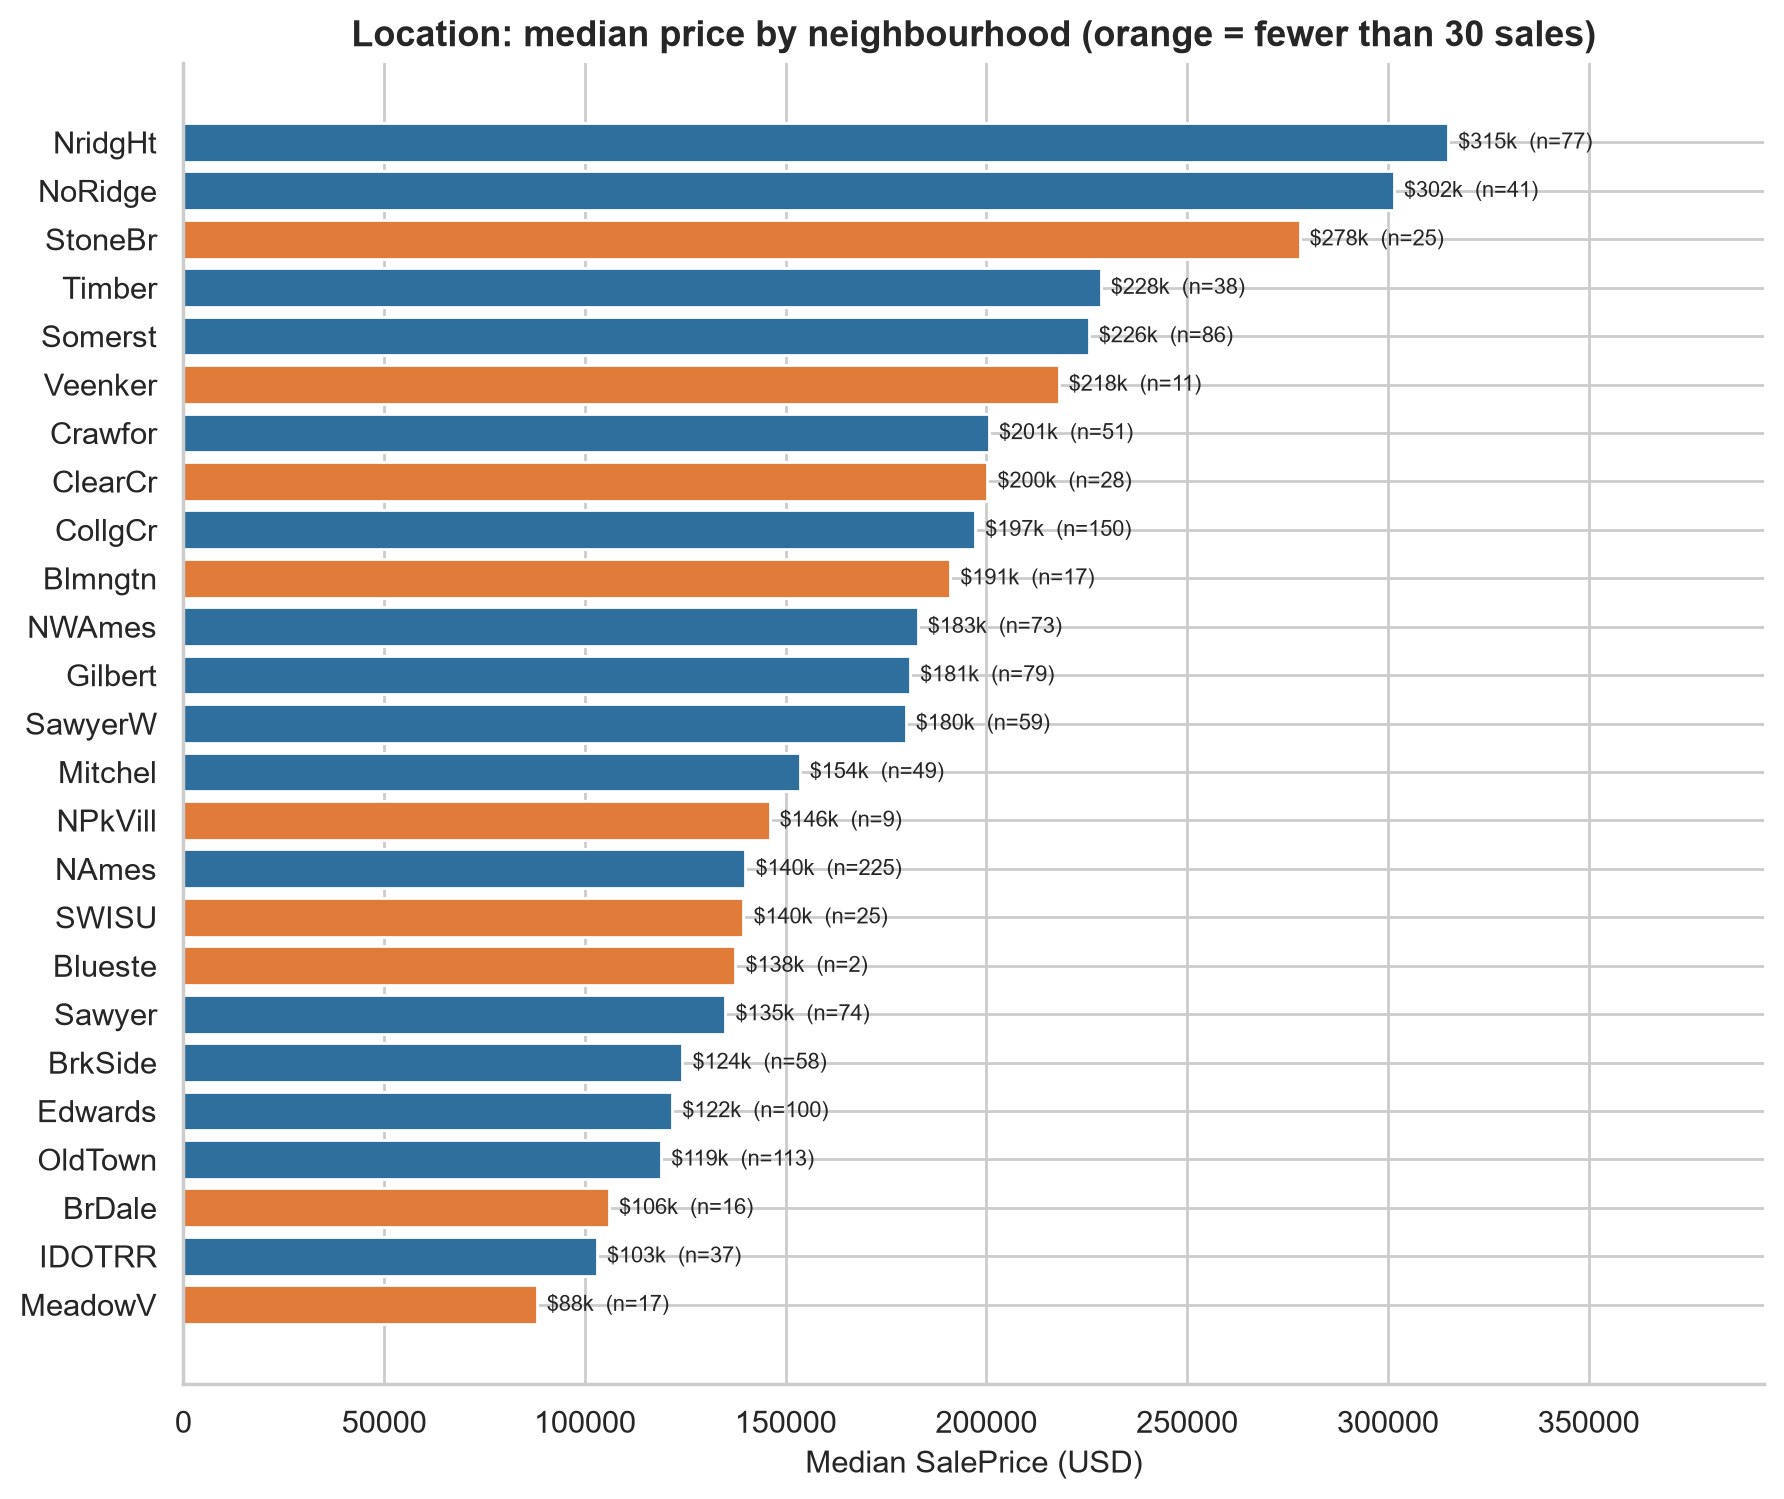 Location: median price by neighbourhood (orange = fewer than 30 sales)
NridgHt $315k (n=77)
NoRidge $302k (n=41)
StoneBr $278k (n=25)
Timber $228k (n=38)
Somerst $226k (n=86)
Veenker $218k (n=11)
Crawfor $201k (n=51)
ClearCr $200k (n=28)
CollgCr $197k (n=150)
Blmngtn $191k (n=17)
NWAmes $183k (n=73)
Gilbert $181k (n=79)
SawyerW $180k (n=59)
Mitchel $154k (n=49)
NPkVill $146k (n=9)
NAmes $140k (n=225)
SWISU $140k (n=25)
Blueste $138k (n=2)
Sawyer $135k (n=74)
BrkSide $124k (n=58)
Edwards $122k (n=100)
OldTown $119k (n=113)
BrDale $106k (n=16)
IDOTRR $103k (n=37)
MeadowV $88k (n=17)
0 50000 100000 150000 200000 250000 300000 350000
Median SalePrice (USD)